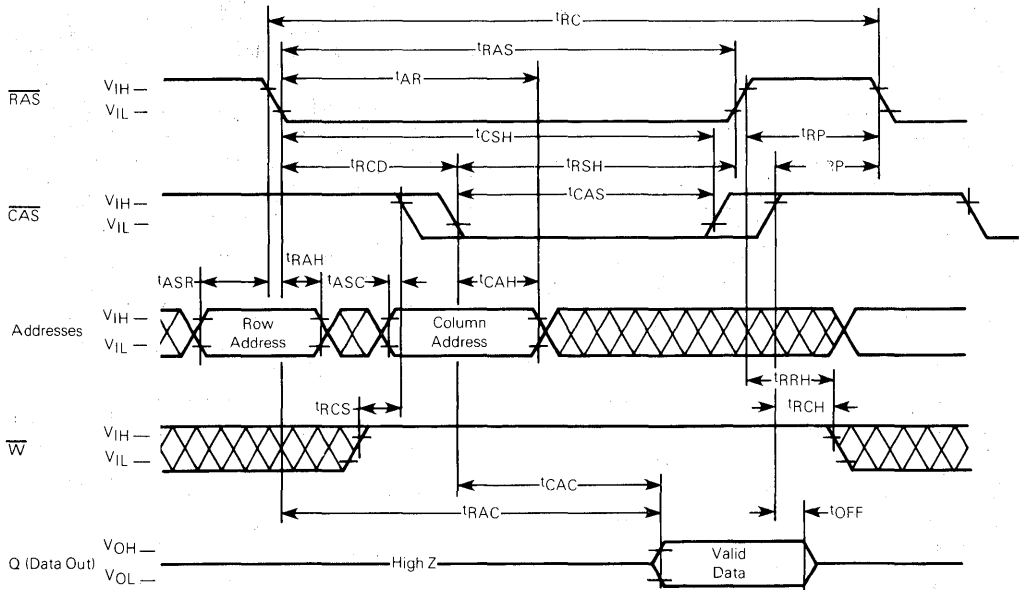 tRC
tRAS
tAR
RAS
VIH
VIL
tCSH
tRP
tRCD
tRSH
RP
tCAS
CAS
VIH
VIL
tRAH
tASR
tASC
tCAH
Addresses
VIH
VIL
Row
Address
Column
Address
tRRH
tRCS
tRCH
W
VIH
VIL
tCAC
tRAC
tOFF
Q (Data Out)
VOH
VOL
High Z
Valid
Data